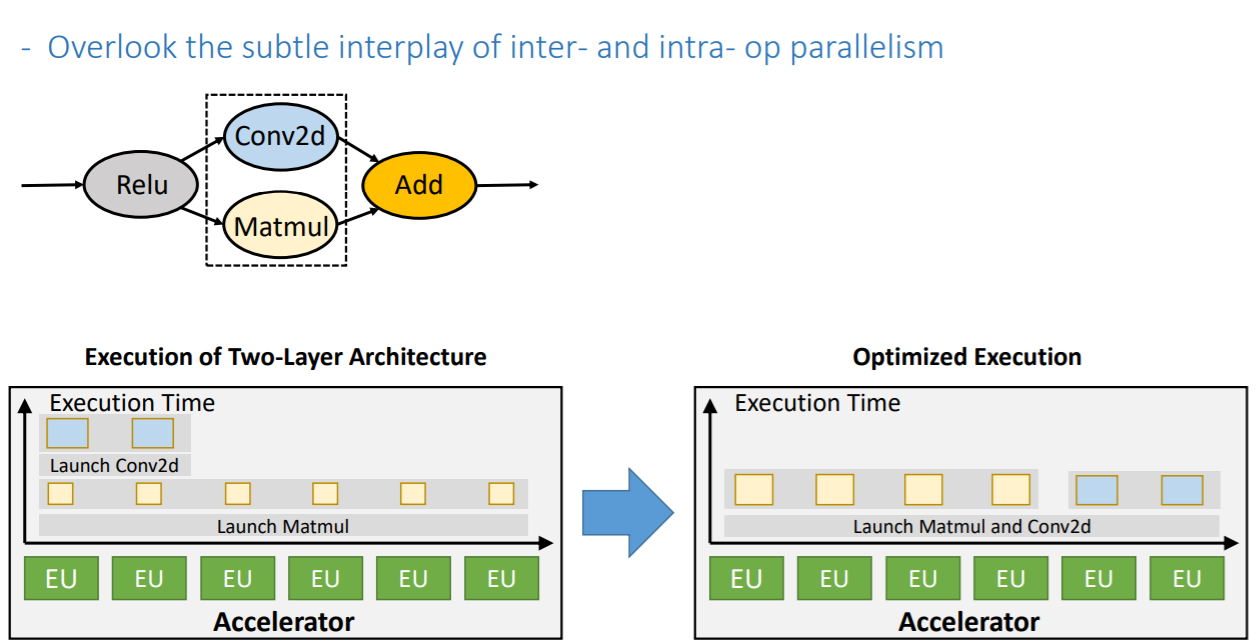 - Overlook the subtle interplay of inter- and intra- op parallelism
Conv2d
Relu
Add
Matmul
Execution of Two-Layer Architecture
Execution Time
Launch Conv2d
Launch Matmul
EU EU EU EU EU EU
Accelerator
Optimized Execution
Execution Time
Launch Matmul and Conv2d
EU EU EU EU EU EU
Accelerator